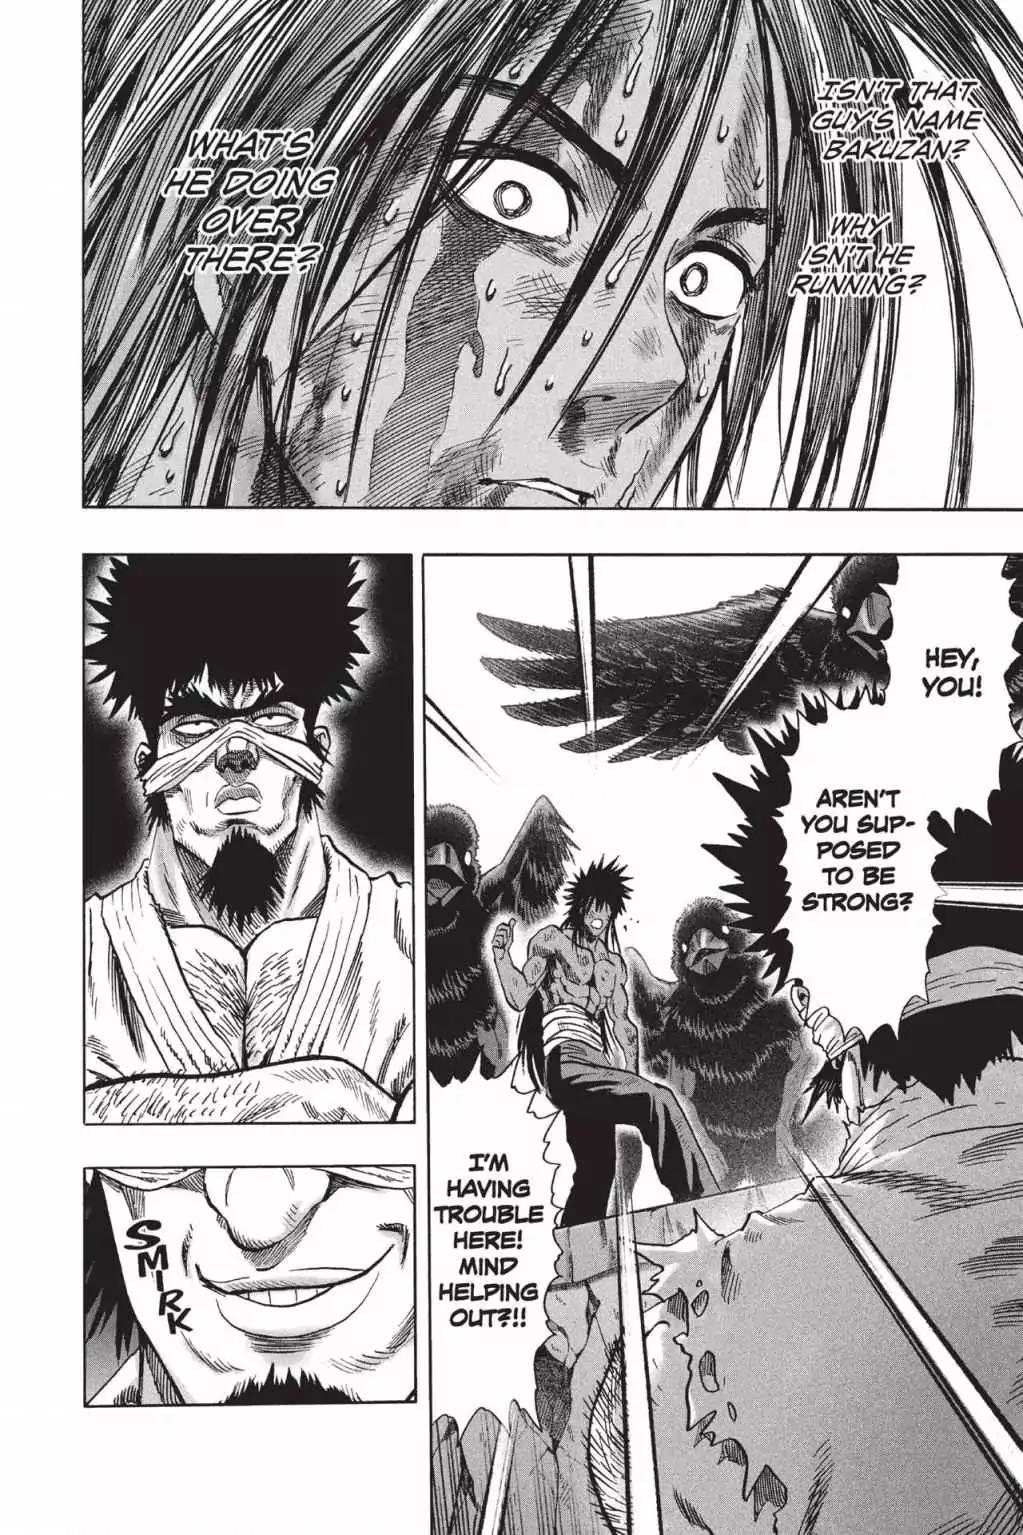 ISN'T THAT
GUY'S NAME
BAKUZAN?
WHY
ISN'T HE
RUNNING?
WHAT'S
HE DOING
OVER
THERE?
HEY,
YOU!
AREN'T
YOU SUP-
POSED
TO BE
STRONG?
I'M
HAVING
TROUBLE
HERE!
MIND
HELPING
OUT?!!
SMIRK